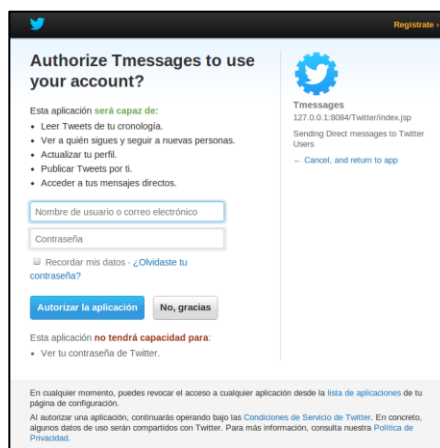 Regístrate ›
Authorize Tmessages to use
your account?
Esta aplicación será capaz de:
• Leer Tweets de tu cronología.
• Ver a quién sigues y seguir a nuevas personas.
• Actualizar tu perfil.
• Publicar Tweets por ti.
• Acceder a tus mensajes directos.
Nombre de usuario o correo electrónico
Contraseña
Recordar mis datos · ¿Olvidaste tu
contraseña?
Autorizar la aplicación
No, gracias
Esta aplicación no tendrá capacidad para:
• Ver tu contraseña de Twitter.
Tmessages
127.0.0.1:8084/Twitter/index.jsp
Sending Direct messages to Twitter
Users
← Cancel, and return to app
En cualquier momento, puedes revocar el acceso a cualquier aplicación desde la lista de aplicaciones de tu
página de configuración.
Al autorizar una aplicación, continuarás operando bajo las Condiciones de Servicio de Twitter. En concreto,
algunos datos de uso serán compartidos con Twitter. Para más información, consulta nuestra Política de
Privacidad.